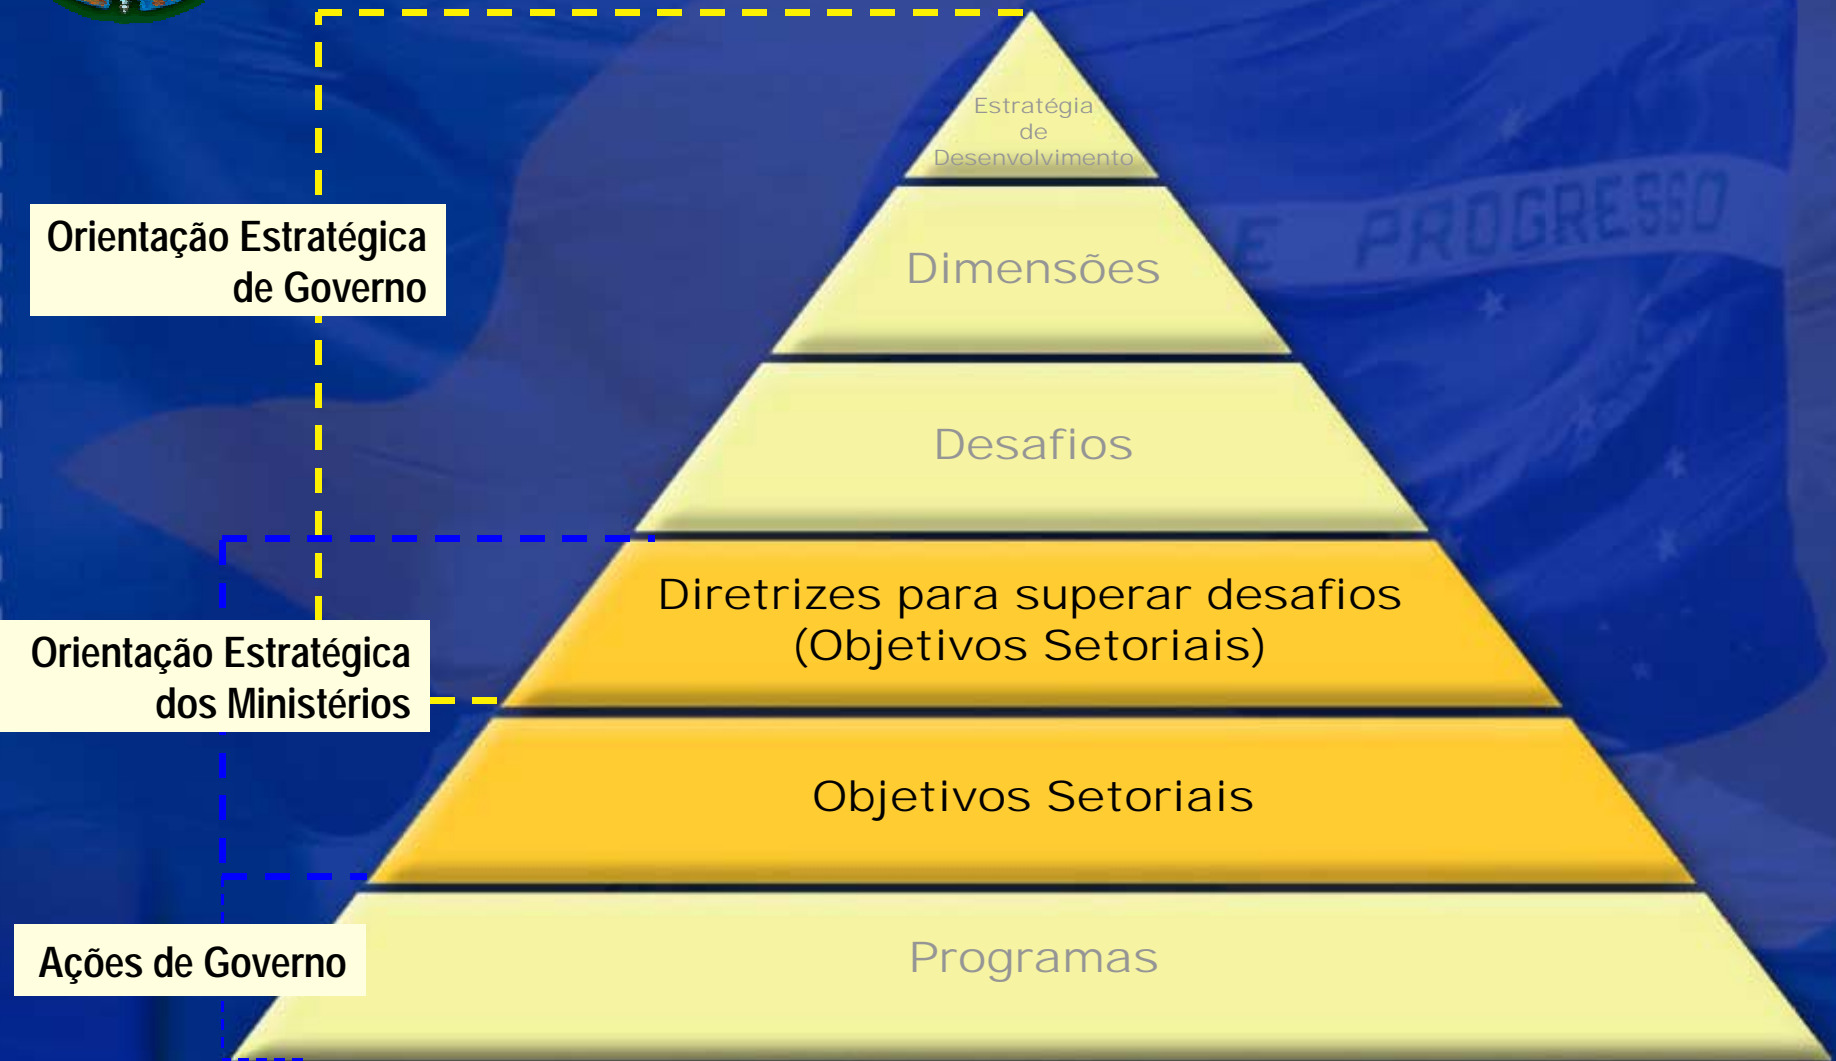 Estratégia
de
Desenvolvimento
E PROGRESSO
Orientação Estratégica
de Governo
Dimensões
Desafios
Diretrizes para superar desafios
(Objetivos Setoriais)
Orientação Estratégica
dos Ministérios
Objetivos Setoriais
Ações de Governo
Programas